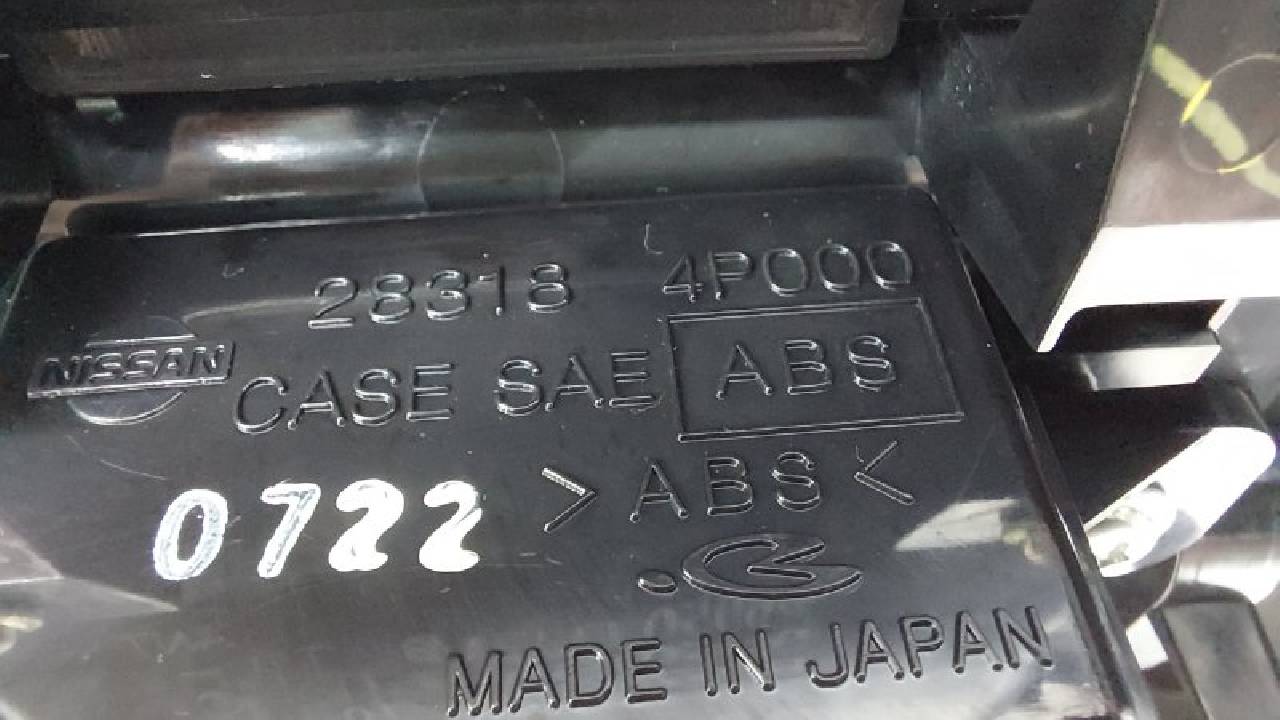 28318 4P000
NISSAN CASE SAE ABS
0722 >ABS<
MADE IN JAPAN